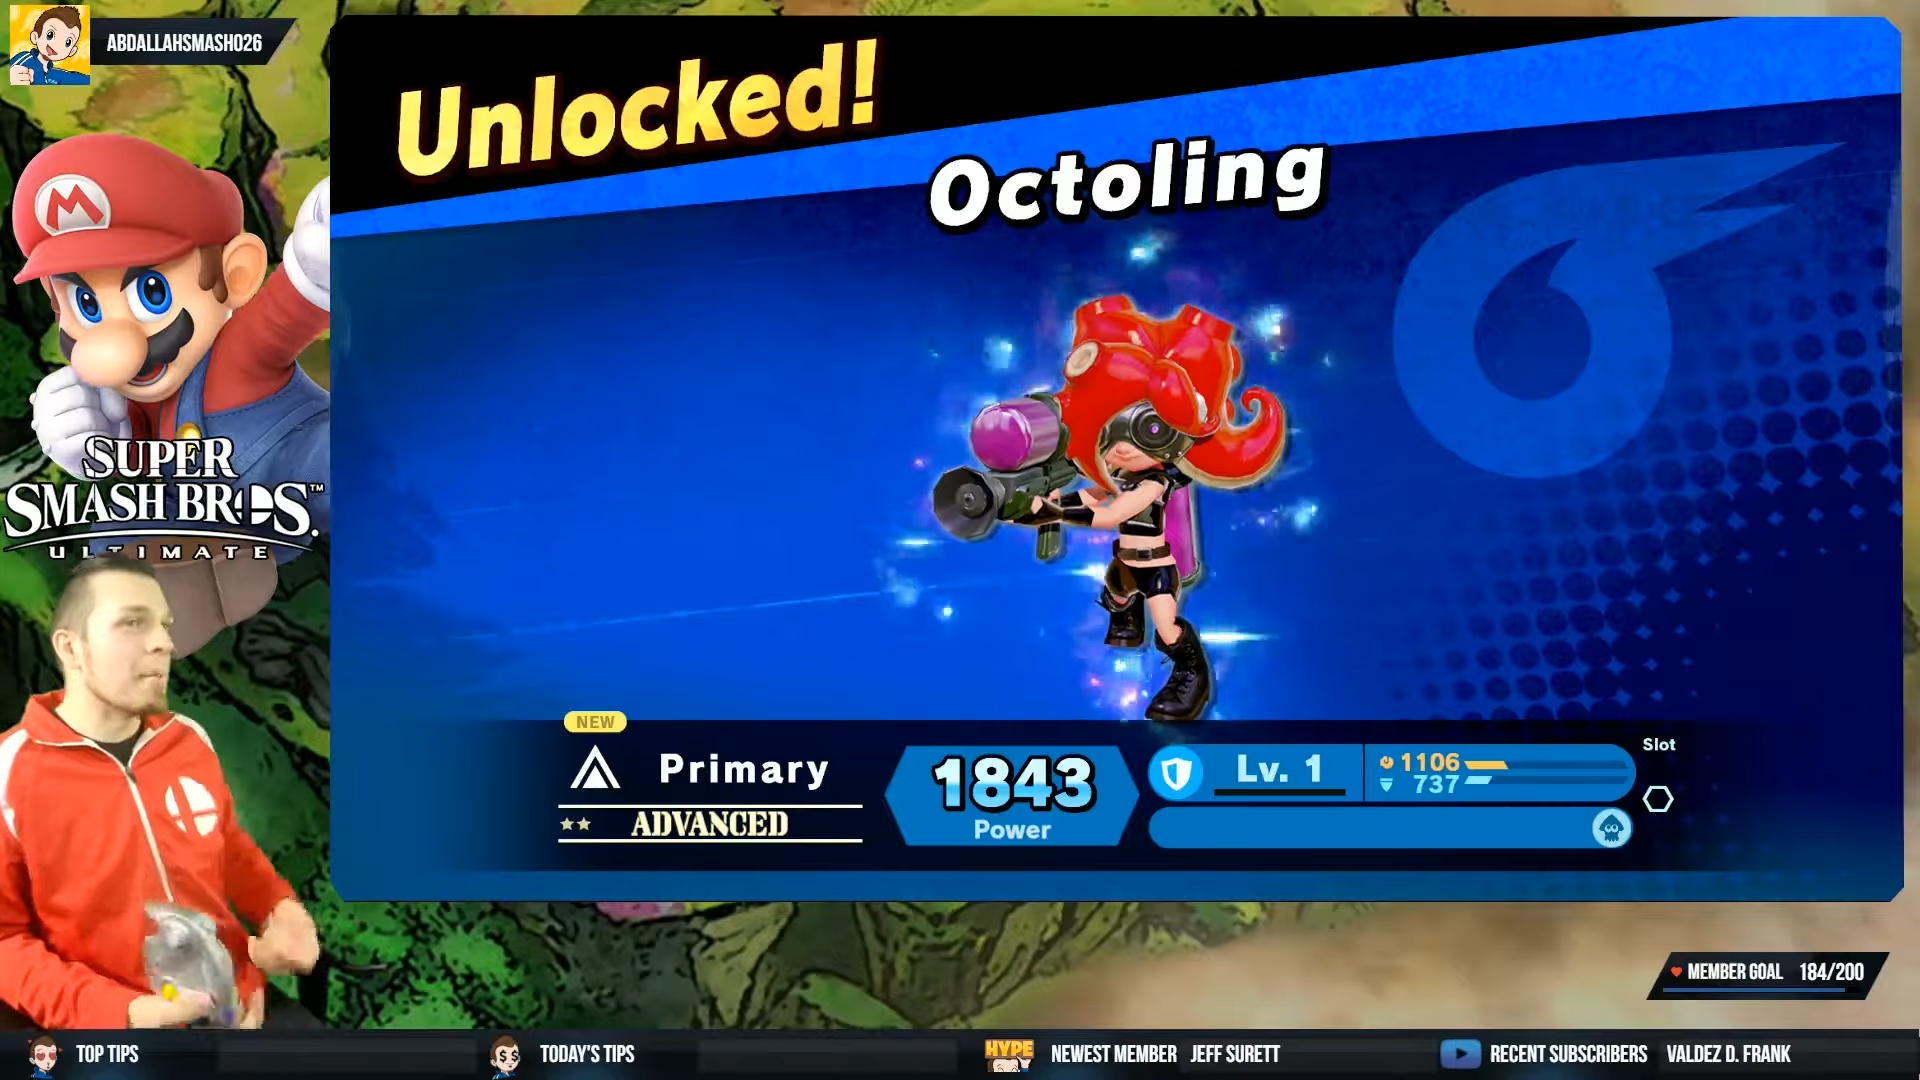 ABDALLAHSMASH026
Unlocked!
Octoling
M
SUPER
SMASH BROS.™
ULTIMATE
NEW
Primary
★★ ADVANCED
1843
Power
Lv. 1
1106
737
Slot
MEMBER GOAL 184/200
TOP TIPS
TODAY'S TIPS
HYPE
NEWEST MEMBER JEFF SURETT
RECENT SUBSCRIBERS VALDEZ D. FRANK